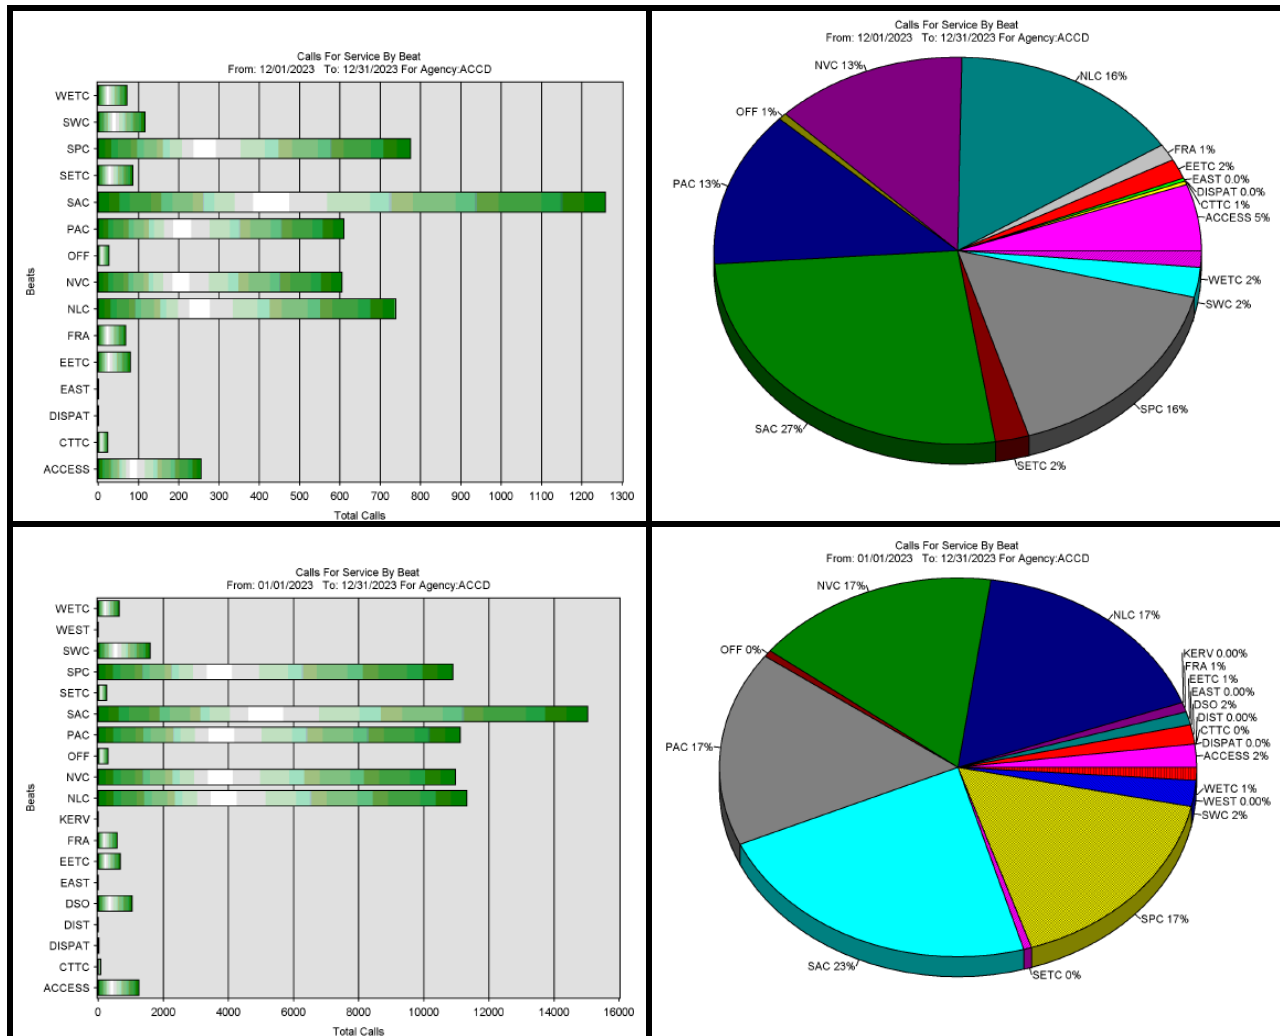 Calls For Service By Beat
From: 12/01/2023 To: 12/31/2023 For Agency:ACCD
WETC
SWC
SPC
SETC
SAC
PAC
OFF
NVC
NLC
FRA
EETC
EAST
DISPAT
CTTC
ACCESS
Beats
0 100 200 300 400 500 600 700 800 900 1000 1100 1200 1300
Total Calls
Calls For Service By Beat
From: 12/01/2023 To: 12/31/2023 For Agency:ACCD
NVC 13%
NLC 16%
OFF 1%
FRA 1%
EETC 2%
EAST 0.0%
DISPAT 0.0%
CTTC 1%
ACCESS 5%
PAC 13%
WETC 2%
SWC 2%
SPC 16%
SAC 27%
SETC 2%
Calls For Service By Beat
From: 01/01/2023 To: 12/31/2023 For Agency:ACCD
WETC
WEST
SWC
SPC
SETC
SAC
PAC
OFF
NVC
NLC
KERV
FRA
EETC
EAST
DSO
DIST
DISPAT
CTTC
ACCESS
Beats
0 2000 4000 6000 8000 10000 12000 14000 16000
Total Calls
Calls For Service By Beat
From: 01/01/2023 To: 12/31/2023 For Agency:ACCD
NVC 17%
NLC 17%
OFF 0%
KERV 0.00%
FRA 1%
EETC 1%
EAST 0.00%
DSO 2%
DIST 0.00%
CTTC 0%
DISPAT 0.0%
ACCESS 2%
PAC 17%
WETC 1%
WEST 0.00%
SWC 2%
SPC 17%
SAC 23%
SETC 0%